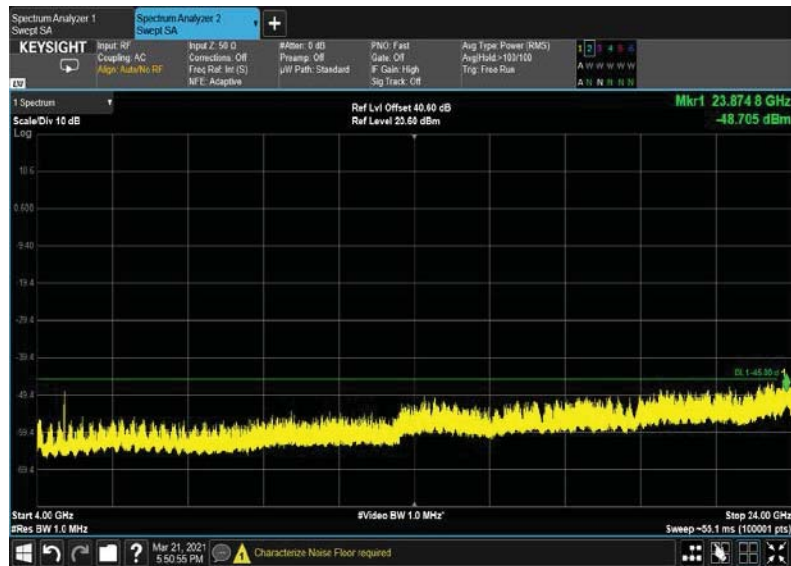 Spectrum Analyzer 1
Swept SA
Spectrum Analyzer 2
Swept SA
+
KEYSIGHT
Input: RF
Coupling: AC
Align: Auto/No RF
Input Z: 50 Ω
Corrections: Off
Freq Ref: Int (S)
NFE: Adaptive
#Atten: 0 dB
Preamp: Off
µW Path: Standard
PNO: Fast
Gate: Off
IF Gain: High
Sig Track: Off
Avg Type: Power (RMS)
Avg|Hold:>100/100
Trig: Free Run
1 2 3 4 5 6
A W W W W W
A N N N N N
1 Spectrum
Scale/Div 10 dB
Log
Ref Lvl Offset 40.60 dB
Ref Level 20.60 dBm
Mkr1 23.874 8 GHz
-48.705 dBm
10.6
0.600
-9.40
-19.4
-29.4
-39.4
-49.4
-59.4
-69.4
Start 4.00 GHz
#Res BW 1.0 MHz
#Video BW 1.0 MHz*
Stop 24.00 GHz
Sweep ~55.1 ms (100001 pts)
?
Mar 21, 2021
5:50:55 PM
Characterize Noise Floor required